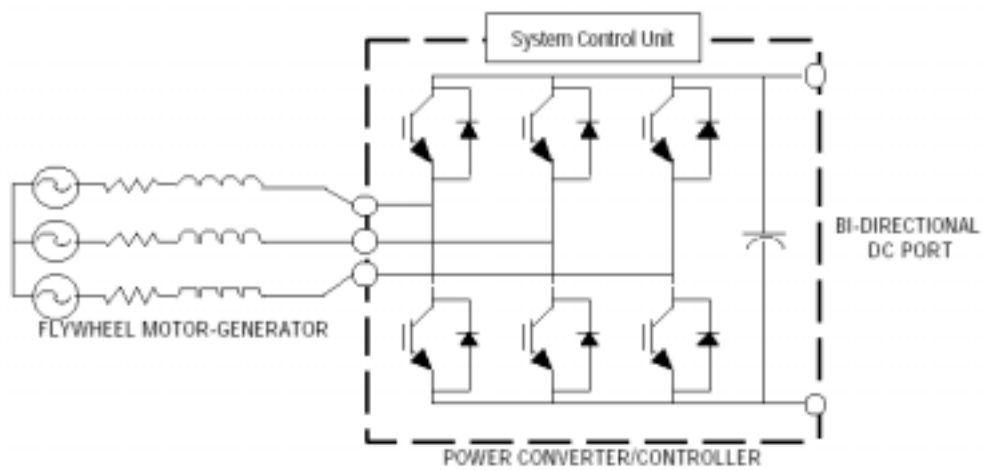 System Control Unit
BI-DIRECTIONAL
DC PORT
FLYWHEEL MOTOR-GENERATOR
POWER CONVERTER/CONTROLLER